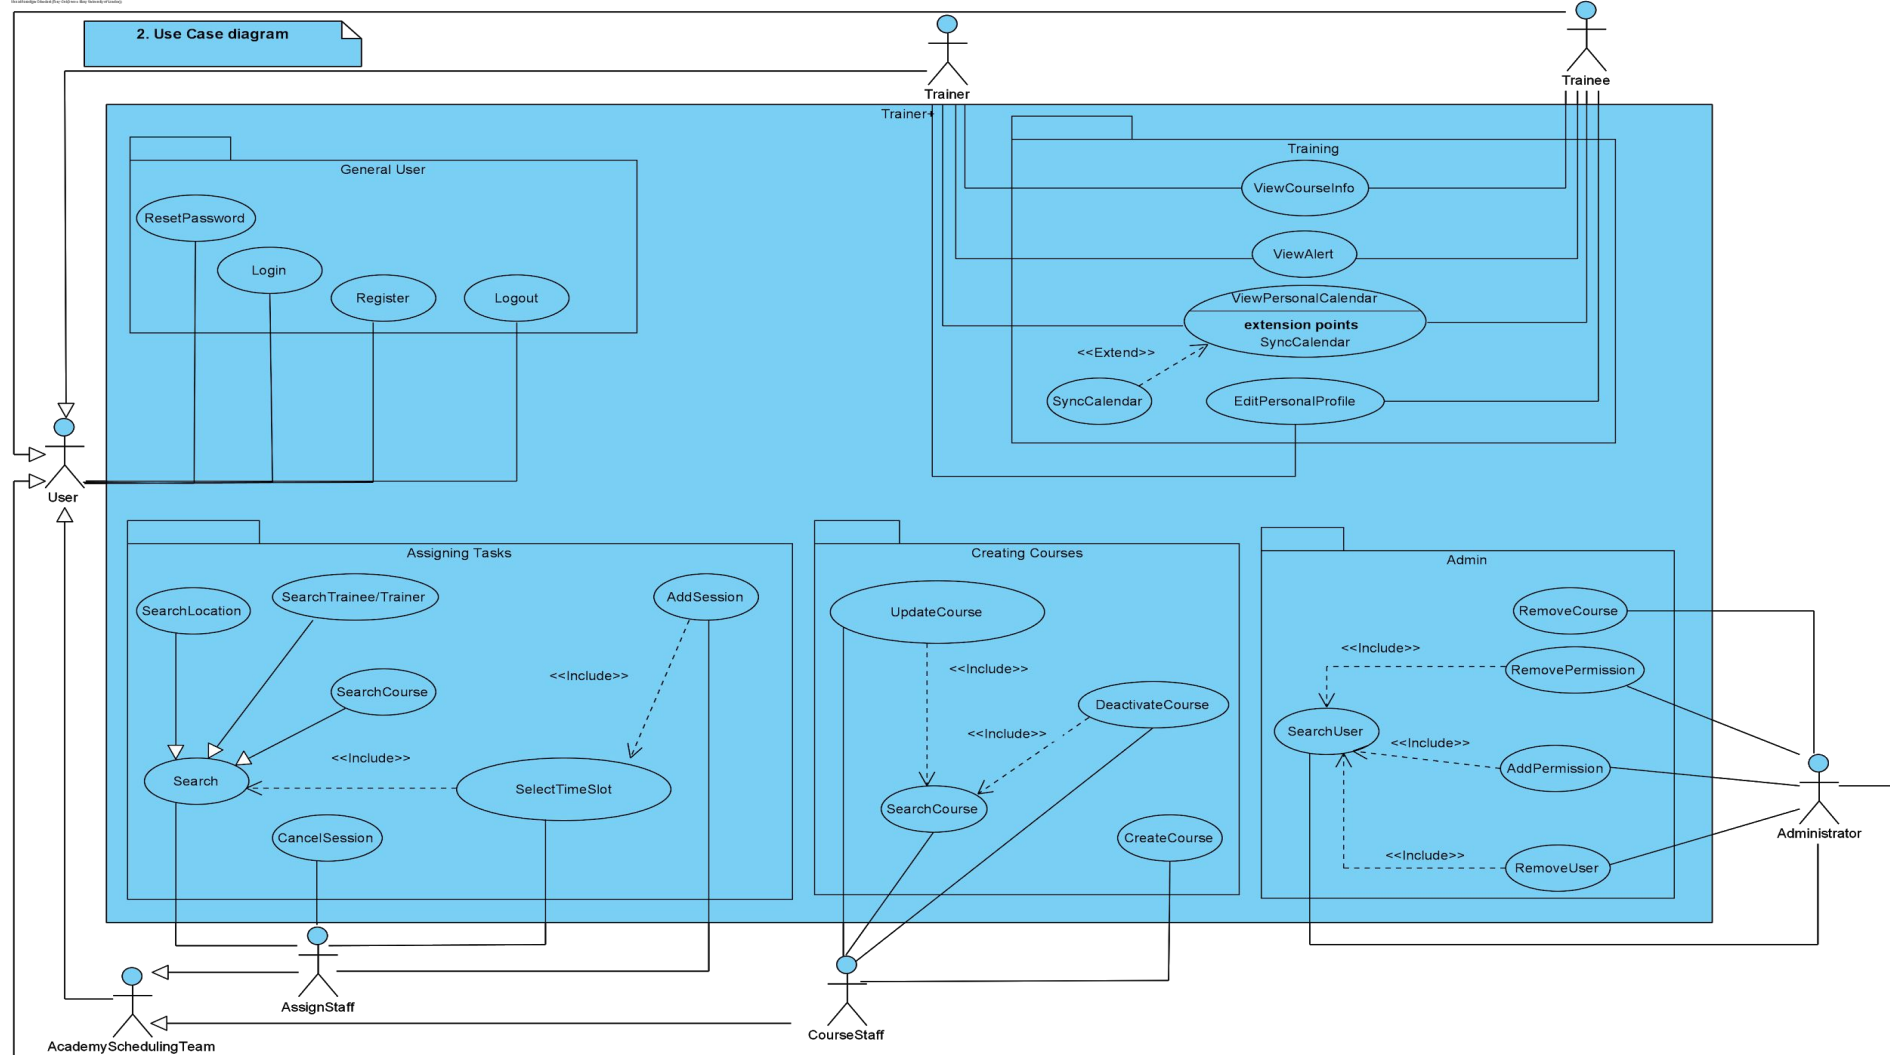 2. Use Case diagram
Trainer
Trainee
Trainer+
General User
ResetPassword
Login
Register
Logout
Training
ViewCourseInfo
ViewAlert
ViewPersonalCalendar
extension points
SyncCalendar
<<Extend>>
SyncCalendar
EditPersonalProfile
User
Assigning Tasks
SearchLocation
SearchTrainee/Trainer
AddSession
<<Include>>
SearchCourse
<<Include>>
Search
SelectTimeSlot
CancelSession
Creating Courses
UpdateCourse
<<Include>>
DeactivateCourse
<<Include>>
SearchCourse
CreateCourse
Admin
RemoveCourse
<<Include>>
RemovePermission
SearchUser
<<Include>>
AddPermission
<<Include>>
RemoveUser
Administrator
AssignStaff
CourseStaff
AcademySchedulingTeam